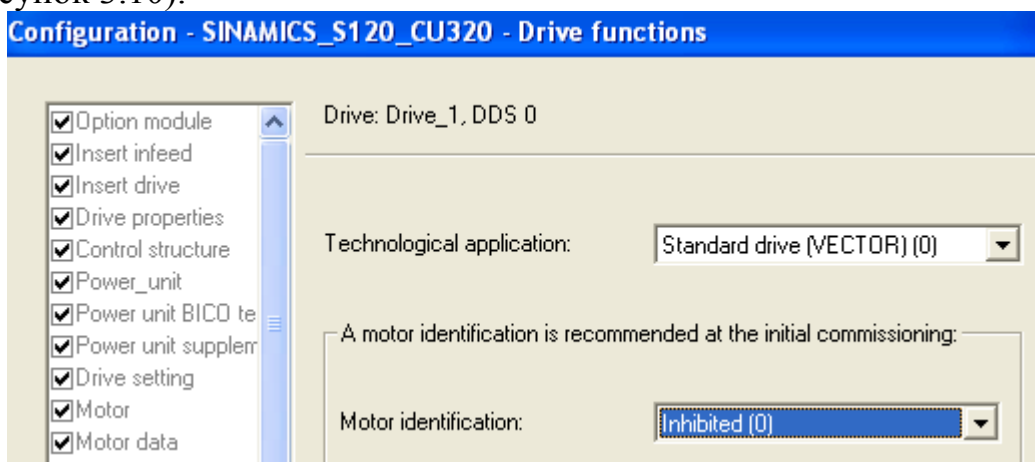 Configuration - SINAMICS_S120_CU320 - Drive functions
Option module
Insert infeed
Insert drive
Drive properties
Control structure
Power_unit
Power unit BICO te
Power unit supplem
Drive setting
Motor
Motor data
Drive: Drive_1, DDS 0
Technological application:
Standard drive (VECTOR) (0)
A motor identification is recommended at the initial commissioning:
Motor identification:
Inhibited (0)